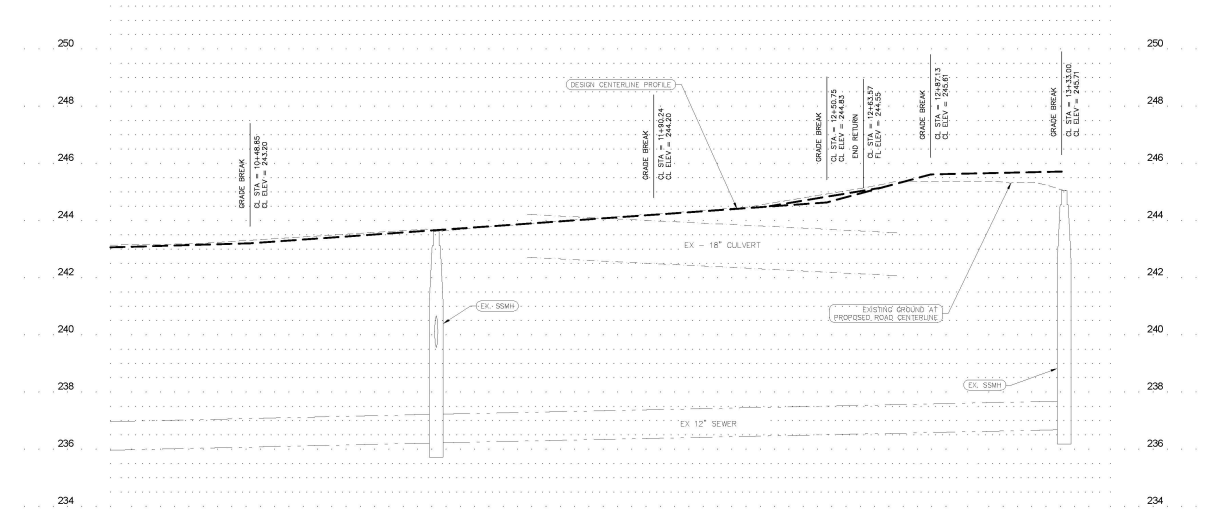 250
250
GRADE BREAK
CL STA = 12+87.13
CL ELEV = 245.61
GRADE BREAK
CL STA = 13+33.00
CL ELEV = 245.71
DESIGN CENTERLINE PROFILE
GRADE BREAK
CL STA = 12+50.75
CL ELEV = 244.83
END RETURN
CL STA = 12+63.57
FL ELEV = 244.55
248
248
GRADE BREAK
CL STA = 11+90.24
CL ELEV = 244.20
GRADE BREAK
CL STA = 10+48.85
CL ELEV = 243.20
246
246
244
244
EX - 18" CULVERT
242
242
EX. SSMH
EXISTING GROUND AT
PROPOSED ROAD CENTERLINE
240
240
EX. SSMH
238
238
EX 12" SEWER
236
236
234
234